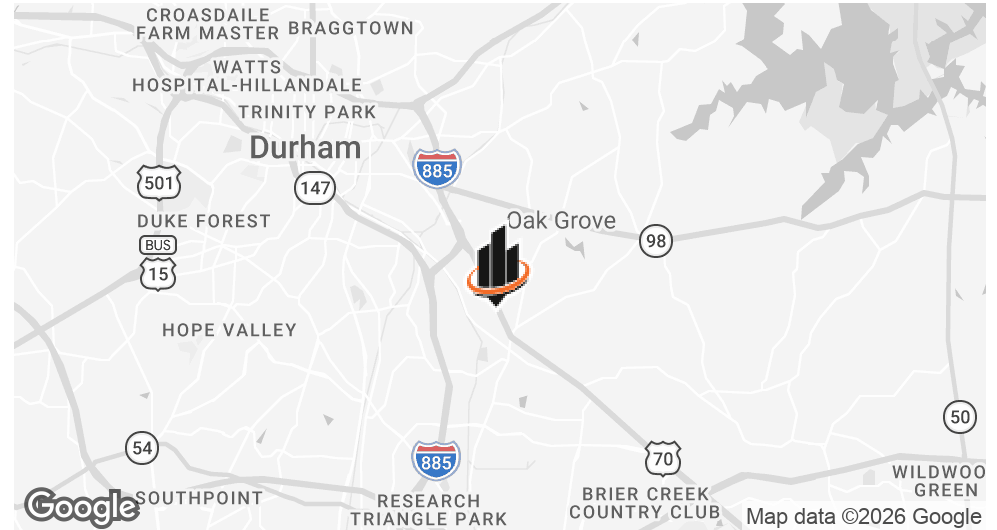 CROASDAILE
FARM MASTER
BRAGGTOWN
WATTS
HOSPITAL-HILLANDALE
TRINITY PARK
Durham
885
501
147
DUKE FOREST
Oak Grove
BUS
15
98
HOPE VALLEY
50
54
885
70
WILDWOO
GREEN
SOUTHPOINT
RESEARCH
TRIANGLE PARK
BRIER CREEK
COUNTRY CLUB
Google
Map data ©2026 Google